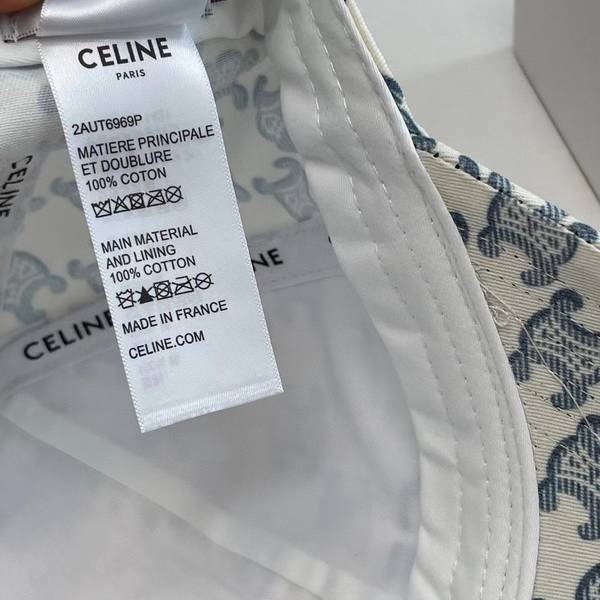 CELINE
PARIS
2AUT6969P
MATIERE PRINCIPALE
ET DOUBLURE
100% COTON
MAIN MATERIAL
AND LINING
100% COTTON
MADE IN FRANCE
CELINE.COM
CELINE
CELINE
CELINE